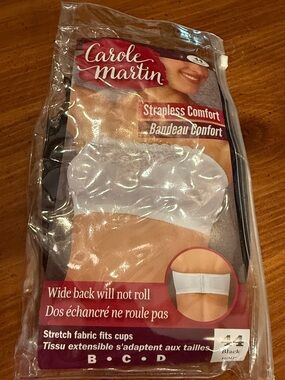 Carole
martin
Strapless Comfort
Bandeau Confort
Wide back will not roll
Dos échancré ne roule pas
Stretch fabric fits cups
Tissu extensible s'adaptent aux tailles
B • C • D
44
Black